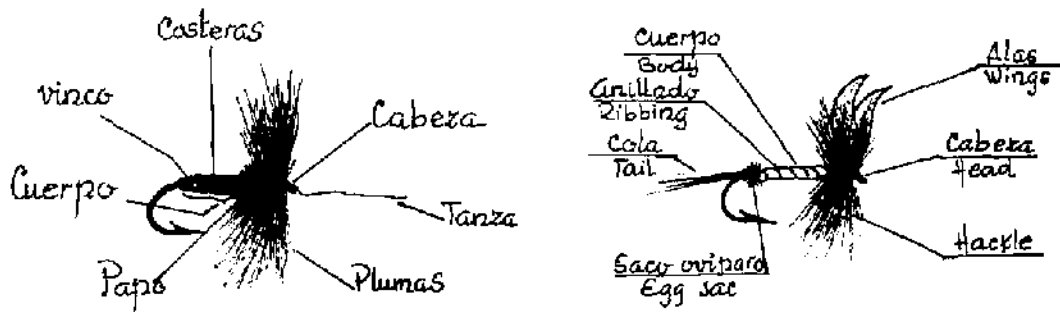 Costeras
vinco
Cabeza
Cuerpo
Tanza
Papo
Plumas
Cuerpo
Body
Anillado
Ribbing
Cola
Tail
Alas
Wings
Cabeza
Head
Hackle
Saco oviparo
Egg sac